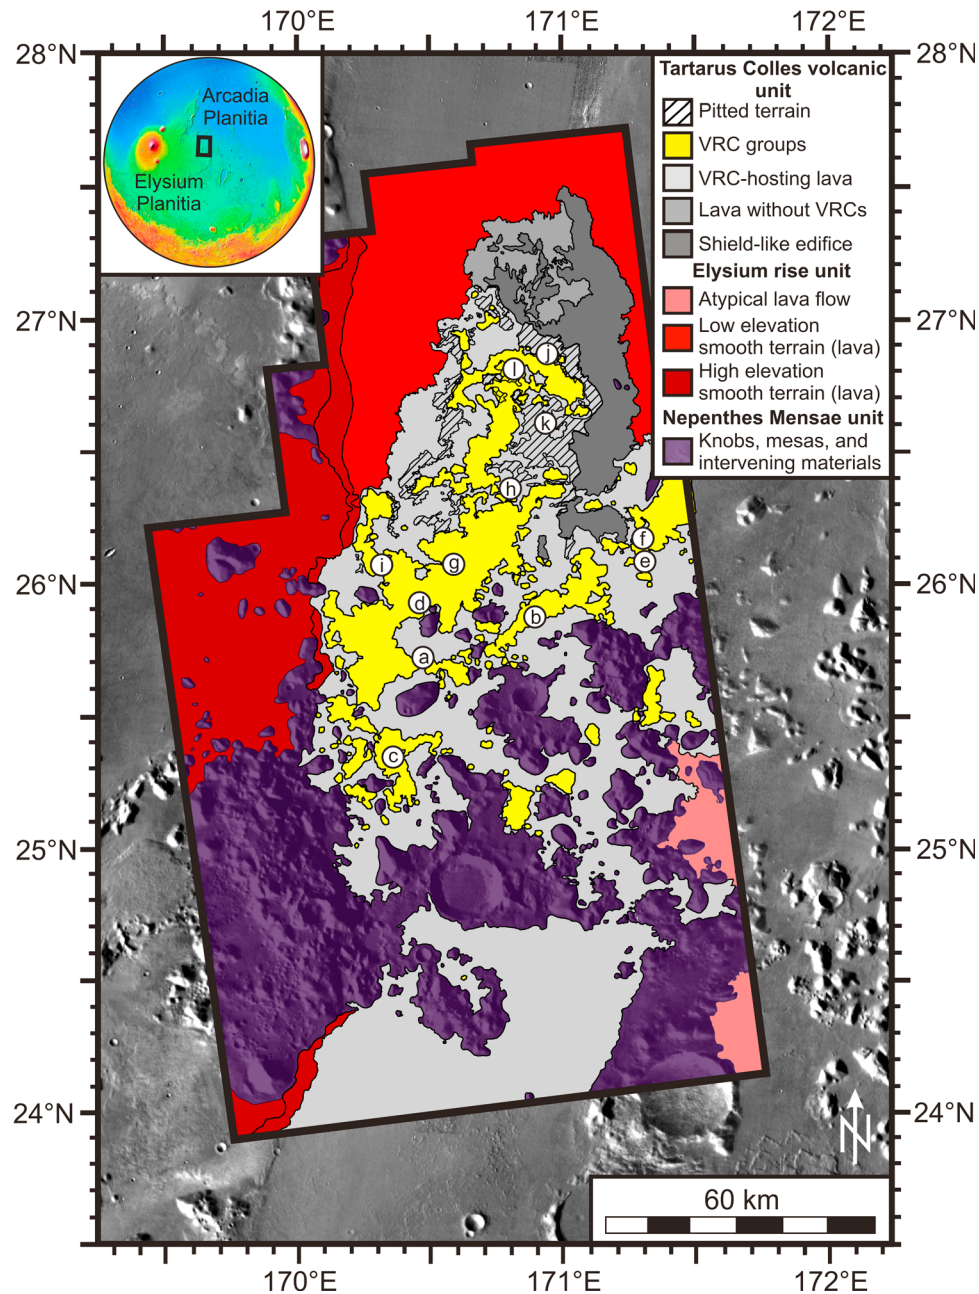 170°E 171°E 172°E
28°N 28°N
Arcadia
Planitia
Elysium
Planitia
Tartarus Colles volcanic
unit
Pitted terrain
VRC groups
VRC-hosting lava
Lava without VRCs
Shield-like edifice
Elysium rise unit
Atypical lava flow
Low elevation
smooth terrain (lava)
High elevation
smooth terrain (lava)
Nepenthes Mensae unit
Knobs, mesas, and
intervening materials
27°N 27°N
j
l
k
h
f
i g e
26°N 26°N
d
b
a
c
25°N 25°N
24°N 24°N
N
60 km
170°E 171°E 172°E